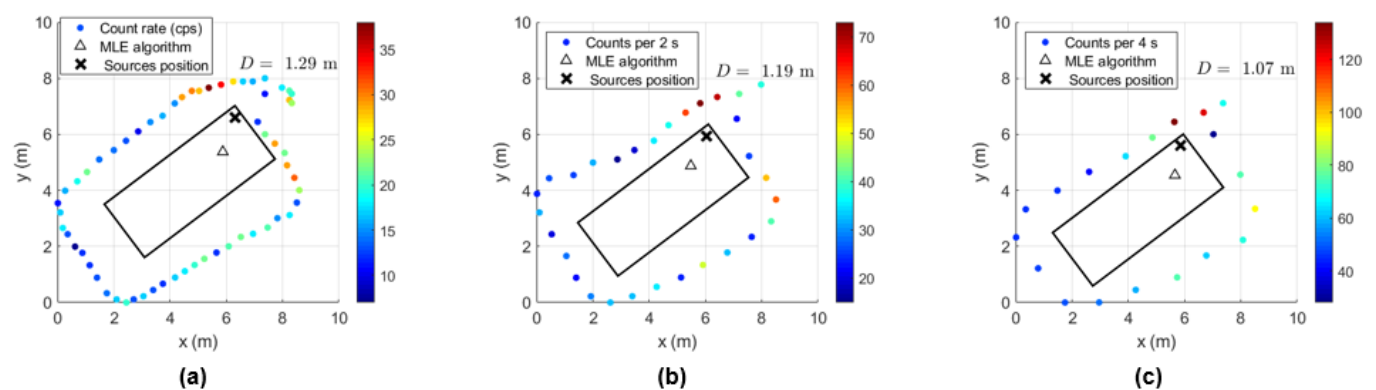 Count rate (cps)
MLE algorithm
Sources position
D = 1.29 m
10
8
6
4
2
0
y (m)
0 2 4 6 8 10
x (m)
35
30
25
20
15
10
(a)
Counts per 2 s
MLE algorithm
Sources position
D = 1.19 m
10
8
6
4
2
0
y (m)
0 2 4 6 8 10
x (m)
70
60
50
40
30
20
(b)
Counts per 4 s
MLE algorithm
Sources position
D = 1.07 m
10
8
6
4
2
0
y (m)
0 2 4 6 8 10
x (m)
120
100
80
60
40
(c)